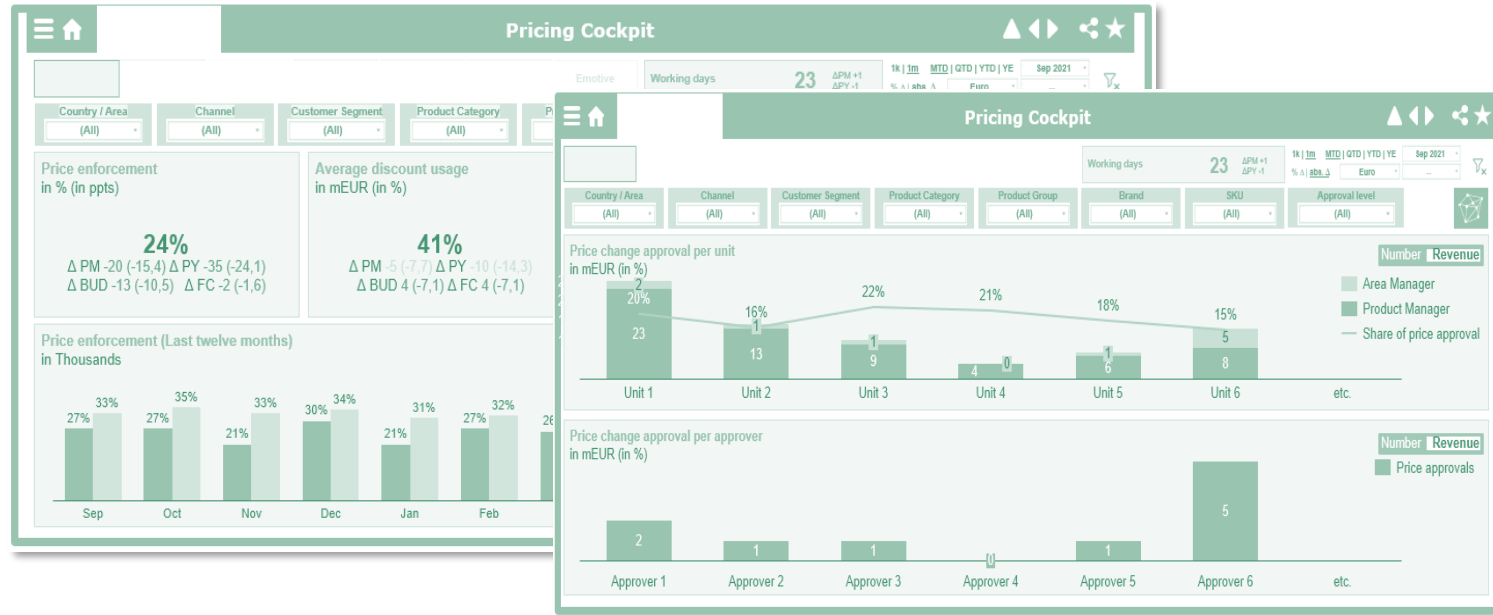 Pricing Cockpit
Emotive
Working days
23
ΔPM +1
ΔPY -1
1k | 1m MTD | QTD | YTD | YE
Sep 2021
% Δ | abs. Δ
Euro
...
Country / Area
Channel
Customer Segment
Product Category
(All)
(All)
(All)
(All)
Price enforcement
in % (in ppts)
24%
Δ PM -20 (-15,4) Δ PY -35 (-24,1)
Δ BUD -13 (-10,5) Δ FC -2 (-1,6)
Average discount usage
in mEUR (in %)
41%
Δ PM -5 (-7,7) Δ PY -10 (-14,3)
Δ BUD 4 (-7,1) Δ FC 4 (-7,1)
Price enforcement (Last twelve months)
in Thousands
27% 33% 27% 35% 21% 33% 30% 34% 21% 31% 27% 32%
Sep Oct Nov Dec Jan Feb
Pricing Cockpit
Working days
23
ΔPM +1
ΔPY -1
1k | 1m MTD | QTD | YTD | YE
Sep 2021
% Δ | abs. Δ
Euro
...
Country / Area Channel Customer Segment Product Category Product Group Brand SKU Approval level
(All) (All) (All) (All) (All) (All) (All) (All)
Price change approval per unit
in mEUR (in %)
Number Revenue
Area Manager
Product Manager
Share of price approval
2 1 1 0 1 5
20% 16% 22% 21% 18% 15%
23 13 9 4 6 8
Unit 1 Unit 2 Unit 3 Unit 4 Unit 5 Unit 6 etc.
Price change approval per approver
in mEUR (in %)
Number Revenue
Price approvals
2 1 1 0 1 5
Approver 1 Approver 2 Approver 3 Approver 4 Approver 5 Approver 6 etc.